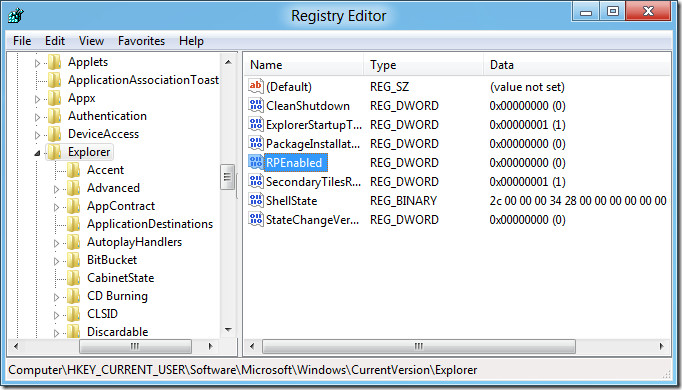 Registry Editor
File Edit View Favorites Help
Applets
ApplicationAssociationToast
Appx
Authentication
DeviceAccess
Explorer
Accent
Advanced
AppContract
ApplicationDestinations
AutoplayHandlers
BitBucket
CabinetState
CD Burning
CLSID
Discardable
Name Type Data
ab (Default) REG_SZ (value not set)
CleanShutdown REG_DWORD 0x00000000 (0)
ExplorerStartupT... REG_DWORD 0x00000001 (1)
PackageInstallat... REG_DWORD 0x00000000 (0)
RPEnabled REG_DWORD 0x00000000 (0)
SecondaryTilesR... REG_DWORD 0x00000001 (1)
ShellState REG_BINARY 2c 00 00 00 34 28 00 00 00 00 00 00
StateChangeVer... REG_DWORD 0x00000000 (0)
Computer\HKEY_CURRENT_USER\Software\Microsoft\Windows\CurrentVersion\Explorer